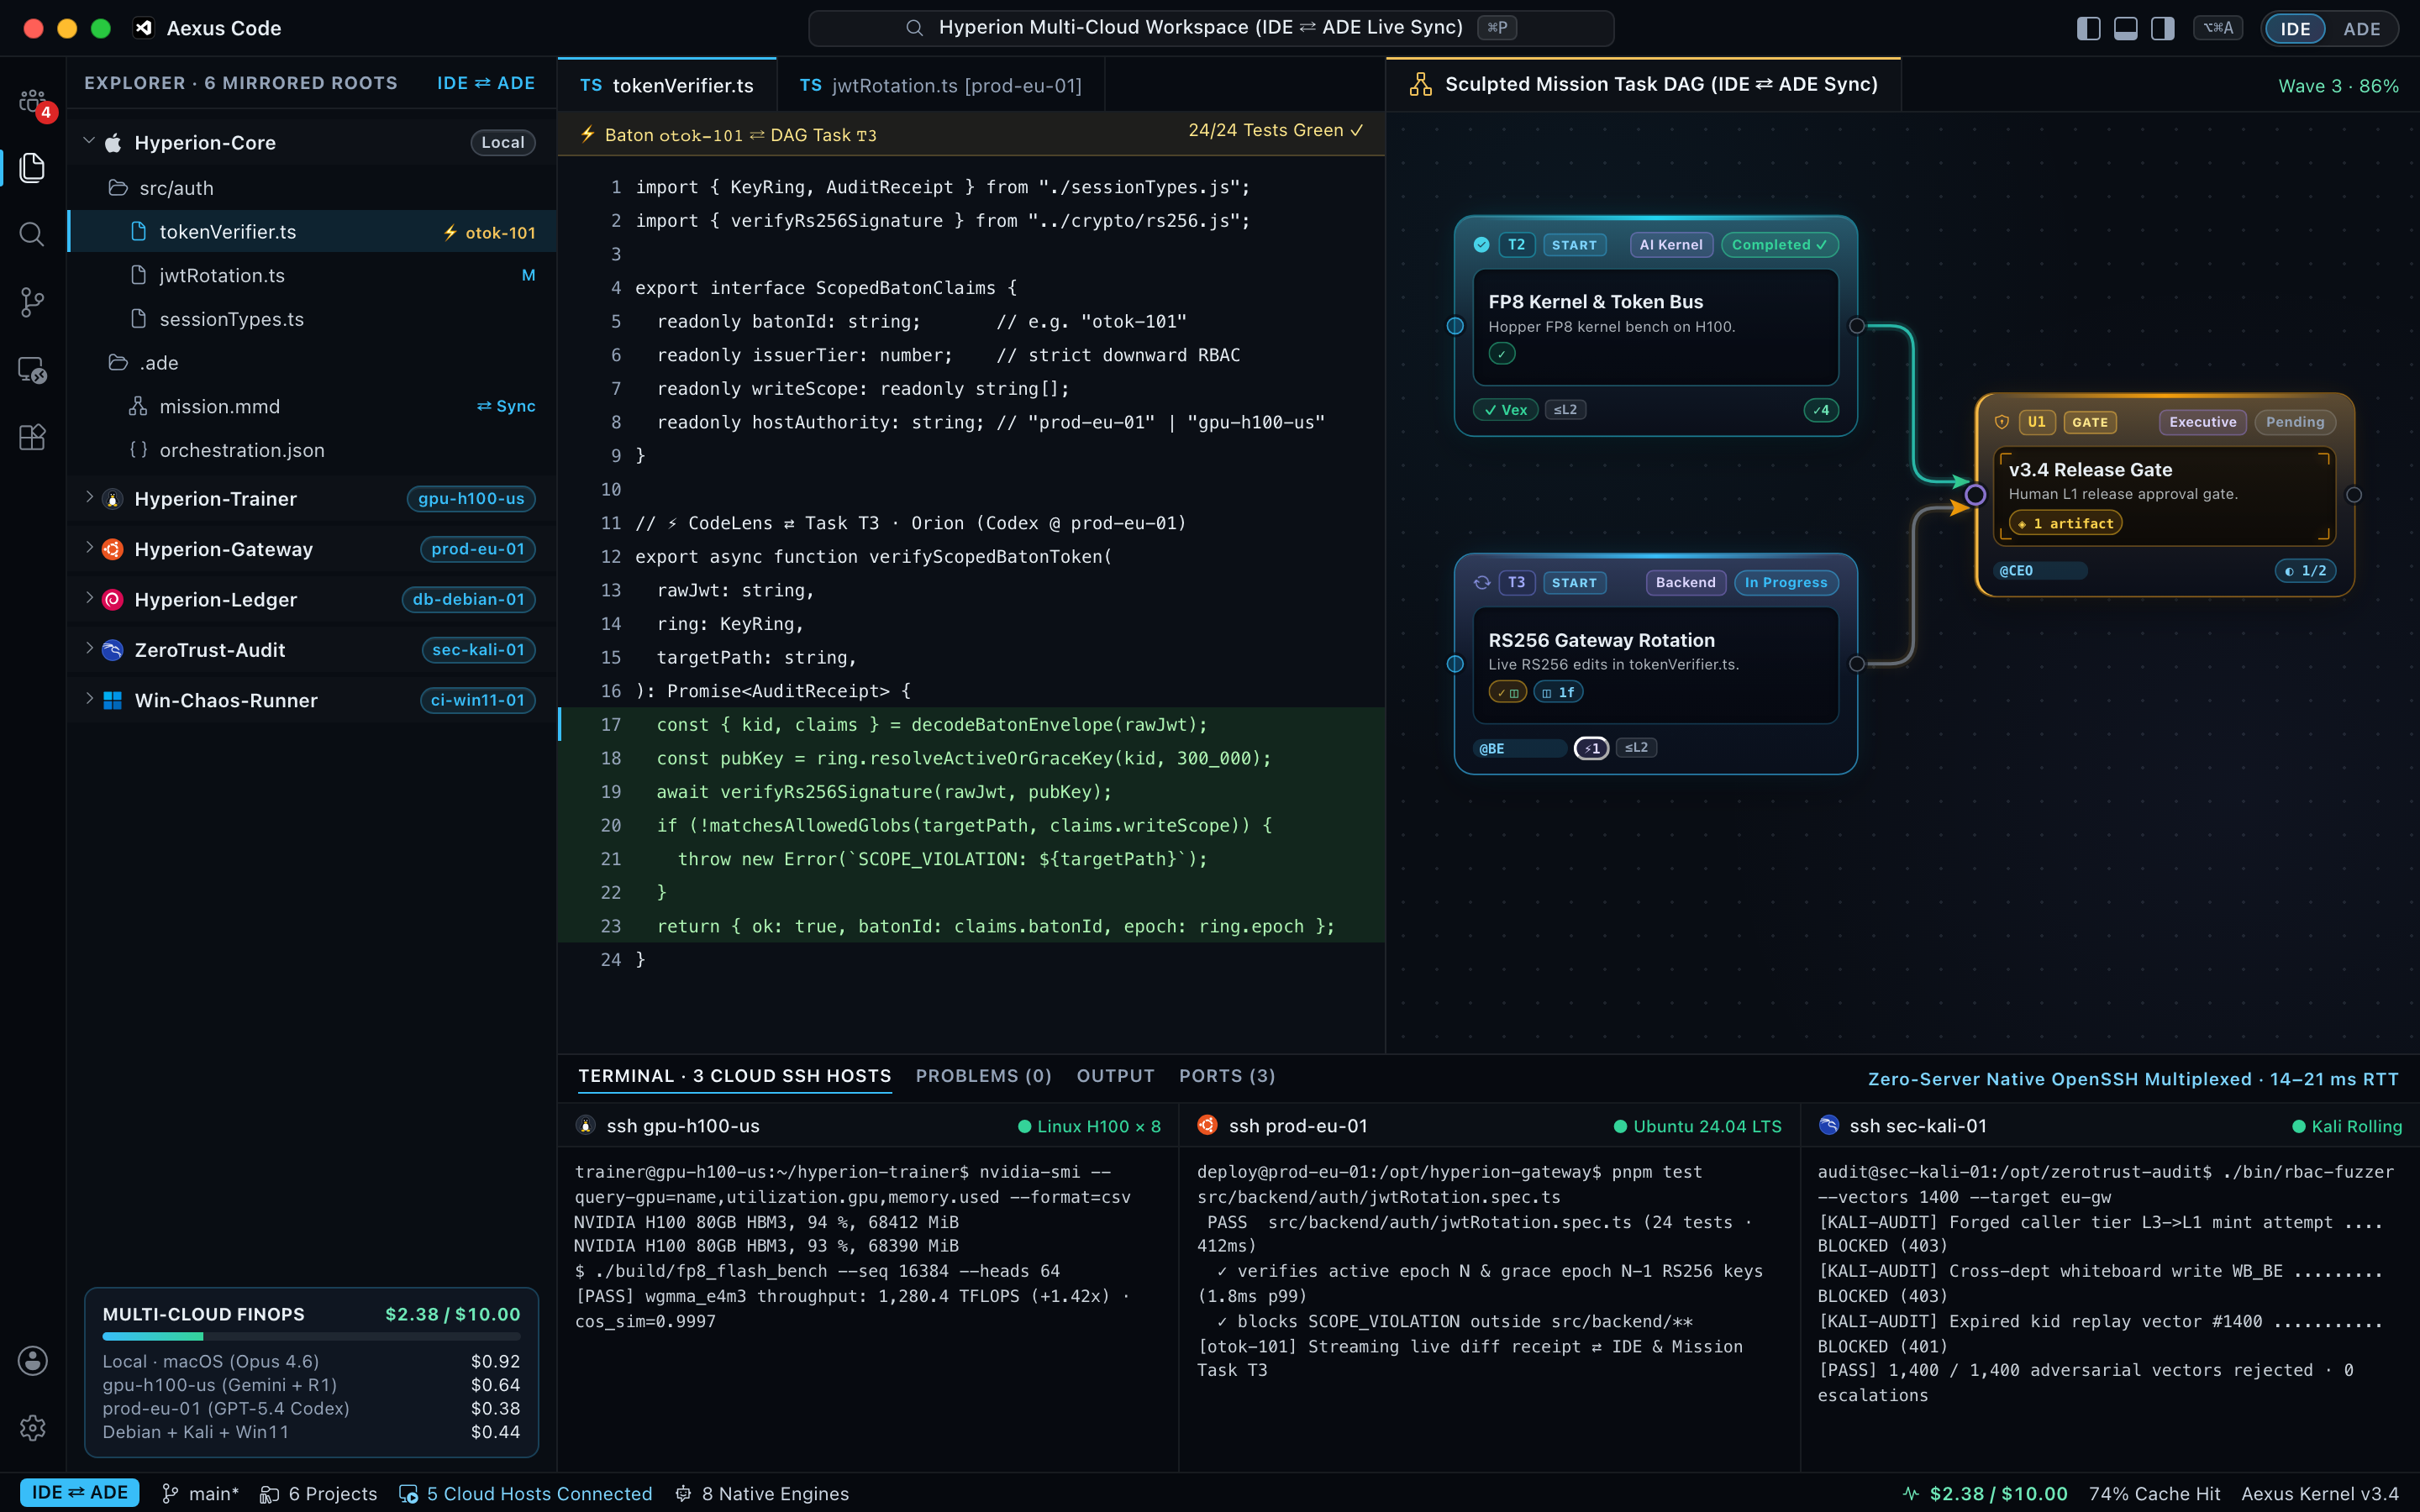 Aexus Code
Hyperion Multi-Cloud Workspace (IDE ⇄ ADE Live Sync) ⌘P
⌥⌘A IDE ADE
4
EXPLORER · 6 MIRRORED ROOTS IDE ⇄ ADE
Hyperion-Core Local
src/auth
tokenVerifier.ts ⚡ otok-101
jwtRotation.ts M
sessionTypes.ts
.ade
mission.mmd ⇄ Sync
{} orchestration.json
Hyperion-Trainer gpu-h100-us
Hyperion-Gateway prod-eu-01
Hyperion-Ledger db-debian-01
ZeroTrust-Audit sec-kali-01
Win-Chaos-Runner ci-win11-01
MULTI-CLOUD FINOPS $2.38 / $10.00
Local · macOS (Opus 4.6) $0.92
gpu-h100-us (Gemini + R1) $0.64
prod-eu-01 (GPT-5.4 Codex) $0.38
Debian + Kali + Win11 $0.44
TS tokenVerifier.ts
TS jwtRotation.ts [prod-eu-01]
⚡ Baton otok-101 ⇄ DAG Task T3 24/24 Tests Green ✓
1 import { KeyRing, AuditReceipt } from "./sessionTypes.js";
2 import { verifyRs256Signature } from "../crypto/rs256.js";
3
4 export interface ScopedBatonClaims {
5   readonly batonId: string;       // e.g. "otok-101"
6   readonly issuerTier: number;    // strict downward RBAC
7   readonly writeScope: readonly string[];
8   readonly hostAuthority: string; // "prod-eu-01" | "gpu-h100-us"
9 }
10
11 // ⚡ CodeLens ⇄ Task T3 · Orion (Codex @ prod-eu-01)
12 export async function verifyScopedBatonToken(
13   rawJwt: string,
14   ring: KeyRing,
15   targetPath: string,
16 ): Promise<AuditReceipt> {
17   const { kid, claims } = decodeBatonEnvelope(rawJwt);
18   const pubKey = ring.resolveActiveOrGraceKey(kid, 300_000);
19   await verifyRs256Signature(rawJwt, pubKey);
20   if (!matchesAllowedGlobs(targetPath, claims.writeScope)) {
21     throw new Error(`SCOPE_VIOLATION: ${targetPath}`);
22   }
23   return { ok: true, batonId: claims.batonId, epoch: ring.epoch };
24 }
Sculpted Mission Task DAG (IDE ⇄ ADE Sync) Wave 3 · 86%
T2 START AI Kernel Completed ✓
FP8 Kernel & Token Bus
Hopper FP8 kernel bench on H100.
✓
✓ Vex ≤L2 ✓4
T3 START Backend In Progress
RS256 Gateway Rotation
Live RS256 edits in tokenVerifier.ts.
✓ ◫ ◫ 1f
@BE ⚡1 ≤L2
U1 GATE Executive Pending
v3.4 Release Gate
Human L1 release approval gate.
◈ 1 artifact
@CEO ◐ 1/2
TERMINAL · 3 CLOUD SSH HOSTS PROBLEMS (0) OUTPUT PORTS (3) Zero-Server Native OpenSSH Multiplexed · 14–21 ms RTT
ssh gpu-h100-us Linux H100 × 8
trainer@gpu-h100-us:~/hyperion-trainer$ nvidia-smi --
query-gpu=name,utilization.gpu,memory.used --format=csv
NVIDIA H100 80GB HBM3, 94 %, 68412 MiB
NVIDIA H100 80GB HBM3, 93 %, 68390 MiB
$ ./build/fp8_flash_bench --seq 16384 --heads 64
[PASS] wgmma_e4m3 throughput: 1,280.4 TFLOPS (+1.42x) ·
cos_sim=0.9997
ssh prod-eu-01 Ubuntu 24.04 LTS
deploy@prod-eu-01:/opt/hyperion-gateway$ pnpm test
src/backend/auth/jwtRotation.spec.ts
PASS  src/backend/auth/jwtRotation.spec.ts (24 tests ·
412ms)
✓ verifies active epoch N & grace epoch N-1 RS256 keys
(1.8ms p99)
✓ blocks SCOPE_VIOLATION outside src/backend/**
[otok-101] Streaming live diff receipt ⇄ IDE & Mission
Task T3
ssh sec-kali-01 Kali Rolling
audit@sec-kali-01:/opt/zerotrust-audit$ ./bin/rbac-fuzzer
--vectors 1400 --target eu-gw
[KALI-AUDIT] Forged caller tier L3->L1 mint attempt ....
BLOCKED (403)
[KALI-AUDIT] Cross-dept whiteboard write WB_BE .........
BLOCKED (403)
[KALI-AUDIT] Expired kid replay vector #1400 ...........
BLOCKED (401)
[PASS] 1,400 / 1,400 adversarial vectors rejected · 0
escalations
IDE ⇄ ADE main* 6 Projects 5 Cloud Hosts Connected 8 Native Engines $2.38 / $10.00 74% Cache Hit Aexus Kernel v3.4